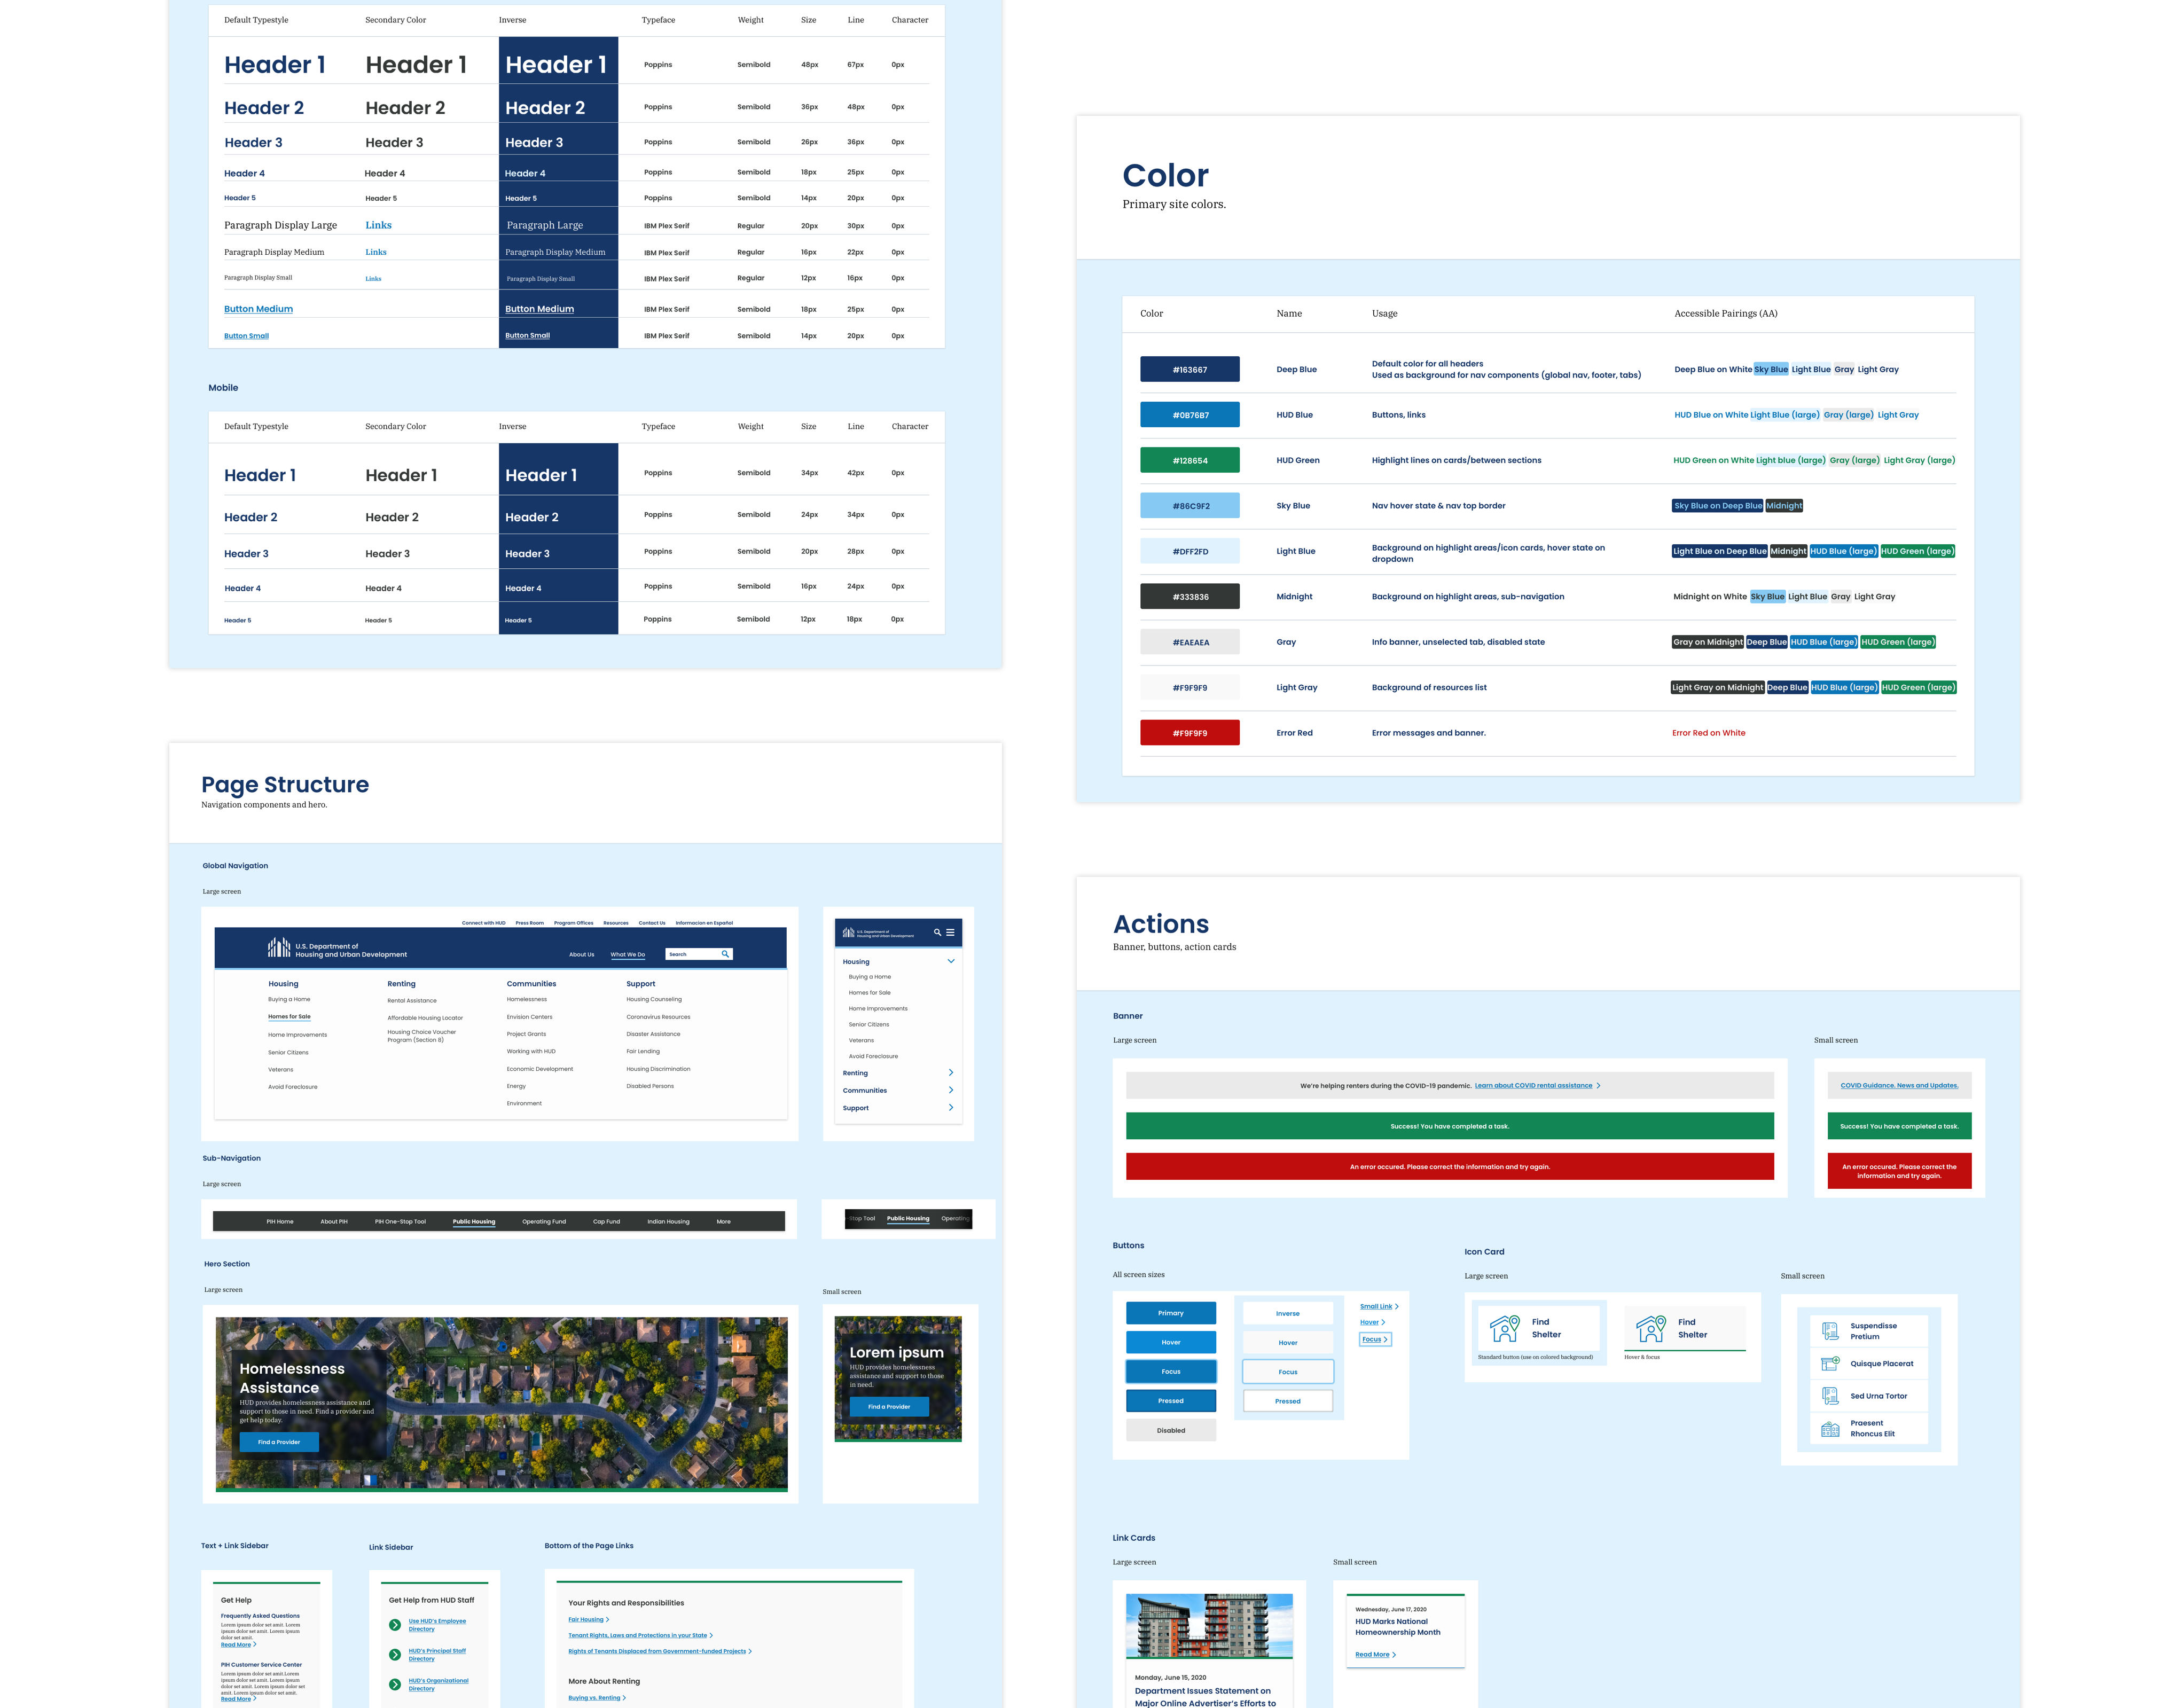 Default Typestyle Secondary Color Inverse Typeface Weight Size Line Character
Header 1 Header 1 Header 1 Poppins Semibold 48px 67px 0px
Header 2 Header 2 Header 2 Poppins Semibold 36px 48px 0px
Header 3 Header 3 Header 3 Poppins Semibold 26px 36px 0px
Header 4 Header 4 Header 4 Poppins Semibold 18px 25px 0px
Header 5 Header 5 Header 5 Poppins Semibold 14px 20px 0px
Paragraph Display Large Links Paragraph Large IBM Plex Serif Regular 20px 30px 0px
Paragraph Display Medium Links Paragraph Display Medium IBM Plex Serif Regular 16px 22px 0px
Paragraph Display Small Links Paragraph Display Small IBM Plex Serif Regular 12px 16px 0px
Button Medium Button Medium IBM Plex Serif Semibold 18px 25px 0px
Button Small Button Small IBM Plex Serif Semibold 14px 20px 0px
Mobile
Default Typestyle Secondary Color Inverse Typeface Weight Size Line Character
Header 1 Header 1 Header 1 Poppins Semibold 34px 42px 0px
Header 2 Header 2 Header 2 Poppins Semibold 24px 34px 0px
Header 3 Header 3 Header 3 Poppins Semibold 20px 28px 0px
Header 4 Header 4 Header 4 Poppins Semibold 16px 24px 0px
Header 5 Header 5 Header 5 Poppins Semibold 12px 18px 0px
Page Structure
Navigation components and hero.
Global Navigation
Large screen
Connect with HUD Press Room Program Offices Resources Contact Us Informacion en Español
U.S. Department of
Housing and Urban Development
About Us What We Do Search
Housing Renting Communities Support
Buying a Home Rental Assistance Homelessness Housing Counseling
Homes for Sale Affordable Housing Locator Envision Centers Coronavirus Resources
Home Improvements Housing Choice Voucher
Program (Section 8) Project Grants Disaster Assistance
Senior Citizens Working with HUD Fair Lending
Veterans Economic Development Housing Discrimination
Avoid Foreclosure Energy Disabled Persons
Environment
U.S. Department of
Housing and Urban Development
Housing
Buying a Home
Homes for Sale
Home Improvements
Senior Citizens
Veterans
Avoid Foreclosure
Renting
Communities
Support
Sub-Navigation
Large screen
PIH Home About PIH PIH One-Stop Tool Public Housing Operating Fund Cap Fund Indian Housing More
Stop Tool Public Housing Operating
Hero Section
Large screen
Homelessness
Assistance
HUD provides homelessness assistance and
support to those in need. Find a provider and
get help today.
Find a Provider
Small screen
Lorem ipsum
HUD provides homelessness
assistance and support to those
in need.
Find a Provider
Text + Link Sidebar
Get Help
Frequently Asked Questions
Lorem ipsum dolor set amit. Lorem
ipsum dolor set amit. Lorem ipsum
dolor set amit.
Read More
PIH Customer Service Center
Lorem ipsum dolor set amit.Lorem
ipsum dolor set amit. Lorem ipsum
dolor set amit. Lorem ipsum dolor set
amit. Lorem ipsum dolor set amit.
Read More
Link Sidebar
Get Help from HUD Staff
Use HUD's Employee
Directory
HUD's Principal Staff
Directory
HUD's Organizational
Directory
Bottom of the Page Links
Your Rights and Responsibilities
Fair Housing
Tenant Rights, Laws and Protections in your State
Rights of Tenants Displaced from Government-funded Projects
More About Renting
Buying vs. Renting
Color
Primary site colors.
Color Name Usage Accessible Pairings (AA)
#163667 Deep Blue Default color for all headers
Used as background for nav components (global nav, footer, tabs) Deep Blue on White Sky Blue Light Blue Gray Light Gray
#0B76B7 HUD Blue Buttons, links HUD Blue on White Light Blue (large) Gray (large) Light Gray
#128654 HUD Green Highlight lines on cards/between sections HUD Green on White Light blue (large) Gray (large) Light Gray (large)
#86C9F2 Sky Blue Nav hover state & nav top border Sky Blue on Deep Blue Midnight
#DFF2FD Light Blue Background on highlight areas/icon cards, hover state on
dropdown Light Blue on Deep Blue Midnight HUD Blue (large) HUD Green (large)
#333836 Midnight Background on highlight areas, sub-navigation Midnight on White Sky Blue Light Blue Gray Light Gray
#EAEAEA Gray Info banner, unselected tab, disabled state Gray on Midnight Deep Blue HUD Blue (large) HUD Green (large)
#F9F9F9 Light Gray Background of resources list Light Gray on Midnight Deep Blue HUD Blue (large) HUD Green (large)
#F9F9F9 Error Red Error messages and banner. Error Red on White
Actions
Banner, buttons, action cards
Banner
Large screen
We're helping renters during the COVID-19 pandemic. Learn about COVID rental assistance
Success! You have completed a task.
An error occured. Please correct the information and try again.
Small screen
COVID Guidance. News and Updates.
Success! You have completed a task.
An error occured. Please correct the
information and try again.
Buttons
All screen sizes
Primary Inverse Small Link
Hover Hover Hover
Focus Focus Focus
Pressed Pressed
Disabled
Icon Card
Large screen
Find
Shelter
Standard button (use on colored background)
Find
Shelter
Hover & focus
Small screen
Suspendisse
Pretium
Quisque Placerat
Sed Urna Tortor
Praesent
Rhoncus Elit
Link Cards
Large screen
Monday, June 15, 2020
Department Issues Statement on
Major Online Advertiser's Efforts to
Small screen
Wednesday, June 17, 2020
HUD Marks National
Homeownership Month
Read More